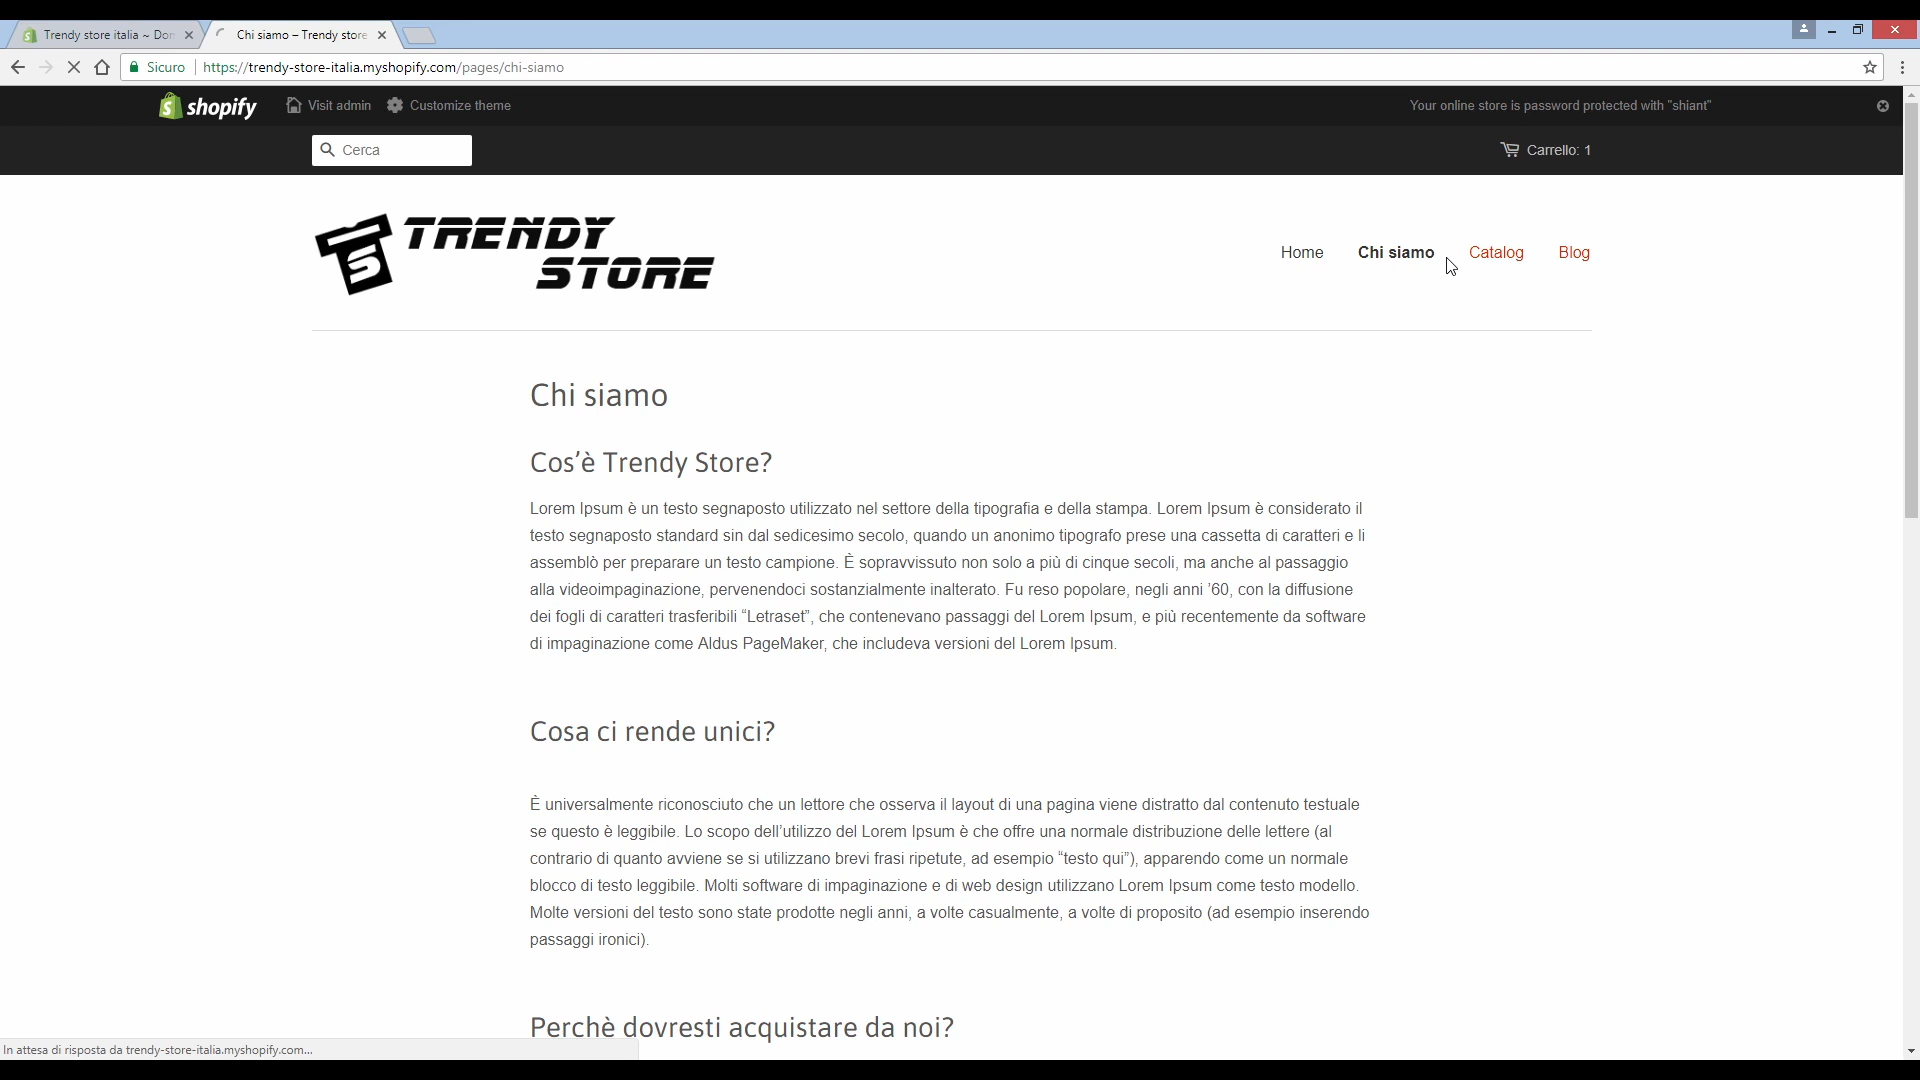 Trendy store italia ~ Dom
Chi siamo – Trendy store
Sicuro
https://trendy-store-italia.myshopify.com/pages/chi-siamo
shopify
Visit admin
Customize theme
Your online store is password protected with "shiant"
Cerca
Carrello: 1
TRENDY
STORE
Home
Chi siamo
Catalog
Blog
Chi siamo
Cos’è Trendy Store?
Lorem Ipsum è un testo segnaposto utilizzato nel settore della tipografia e della stampa. Lorem Ipsum è considerato il
testo segnaposto standard sin dal sedicesimo secolo, quando un anonimo tipografo prese una cassetta di caratteri e li
assemblò per preparare un testo campione. È sopravvissuto non solo a più di cinque secoli, ma anche al passaggio
alla videoimpaginazione, pervenendoci sostanzialmente inalterato. Fu reso popolare, negli anni ’60, con la diffusione
dei fogli di caratteri trasferibili “Letraset”, che contenevano passaggi del Lorem Ipsum, e più recentemente da software
di impaginazione come Aldus PageMaker, che includeva versioni del Lorem Ipsum.
Cosa ci rende unici?
È universalmente riconosciuto che un lettore che osserva il layout di una pagina viene distratto dal contenuto testuale
se questo è leggibile. Lo scopo dell’utilizzo del Lorem Ipsum è che offre una normale distribuzione delle lettere (al
contrario di quanto avviene se si utilizzano brevi frasi ripetute, ad esempio “testo qui”), apparendo come un normale
blocco di testo leggibile. Molti software di impaginazione e di web design utilizzano Lorem Ipsum come testo modello.
Molte versioni del testo sono state prodotte negli anni, a volte casualmente, a volte di proposito (ad esempio inserendo
passaggi ironici).
Perchè dovresti acquistare da noi?
In attesa di risposta da trendy-store-italia.myshopify.com...